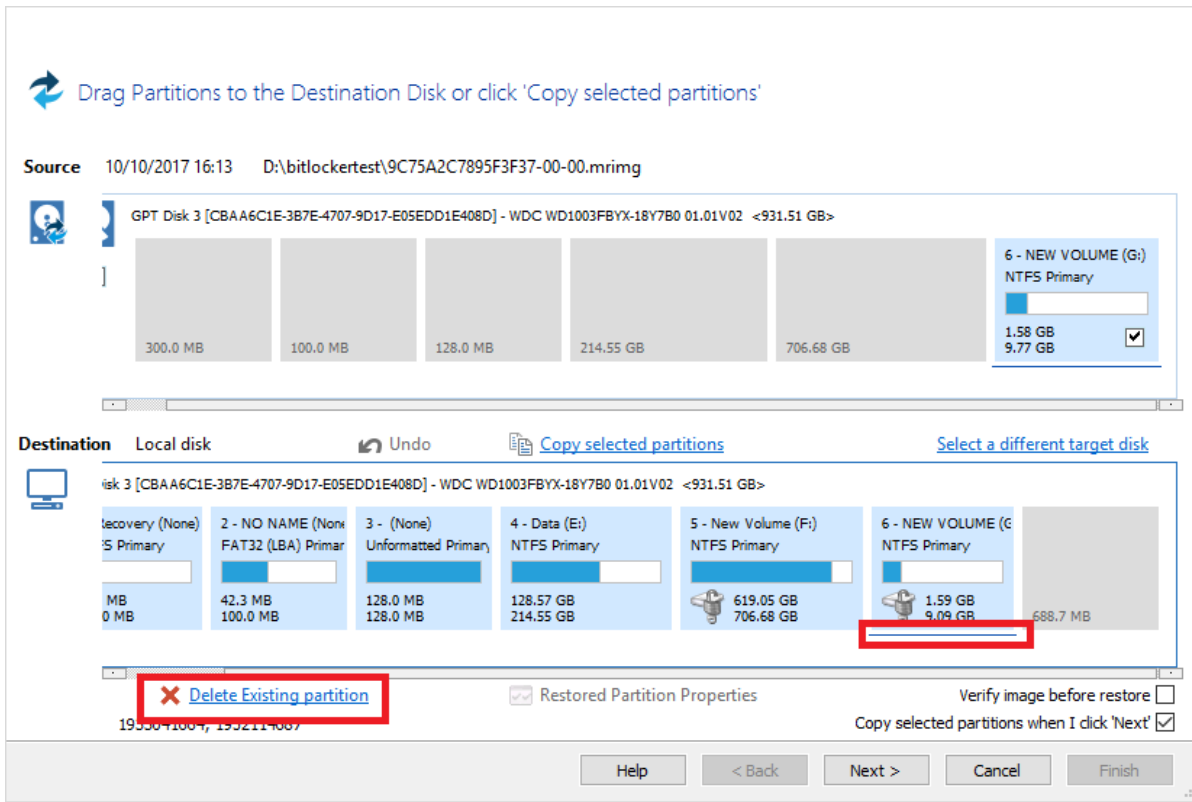 Drag Partitions to the Destination Disk or click 'Copy selected partitions'
Source 10/10/2017 16:13 D:\bitlockertest\9C75A2C7895F3F37-00-00.mrimg
GPT Disk 3 [CBAA6C1E-3B7E-4707-9D17-E05EDD1E408D] - WDC WD1003FBYX-18Y7B0 01.01V02 <931.51 GB>
]
300.0 MB
100.0 MB
128.0 MB
214.55 GB
706.68 GB
6 - NEW VOLUME (G:)
NTFS Primary
1.58 GB
9.77 GB
Destination Local disk Undo Copy selected partitions Select a different target disk
isk 3 [CBAA6C1E-3B7E-4707-9D17-E05EDD1E408D] - WDC WD1003FBYX-18Y7B0 01.01V02 <931.51 GB>
Recovery (None)
S Primary
MB
0 MB
2 - NO NAME (None
FAT32 (LBA) Primar
42.3 MB
100.0 MB
3 - (None)
Unformatted Primary
128.0 MB
128.0 MB
4 - Data (E:)
NTFS Primary
128.57 GB
214.55 GB
5 - New Volume (F:)
NTFS Primary
619.05 GB
706.68 GB
6 - NEW VOLUME (G
NTFS Primary
1.59 GB
9.09 GB
688.7 MB
Delete Existing partition Restored Partition Properties Verify image before restore
Copy selected partitions when I click 'Next'
Help < Back Next > Cancel Finish